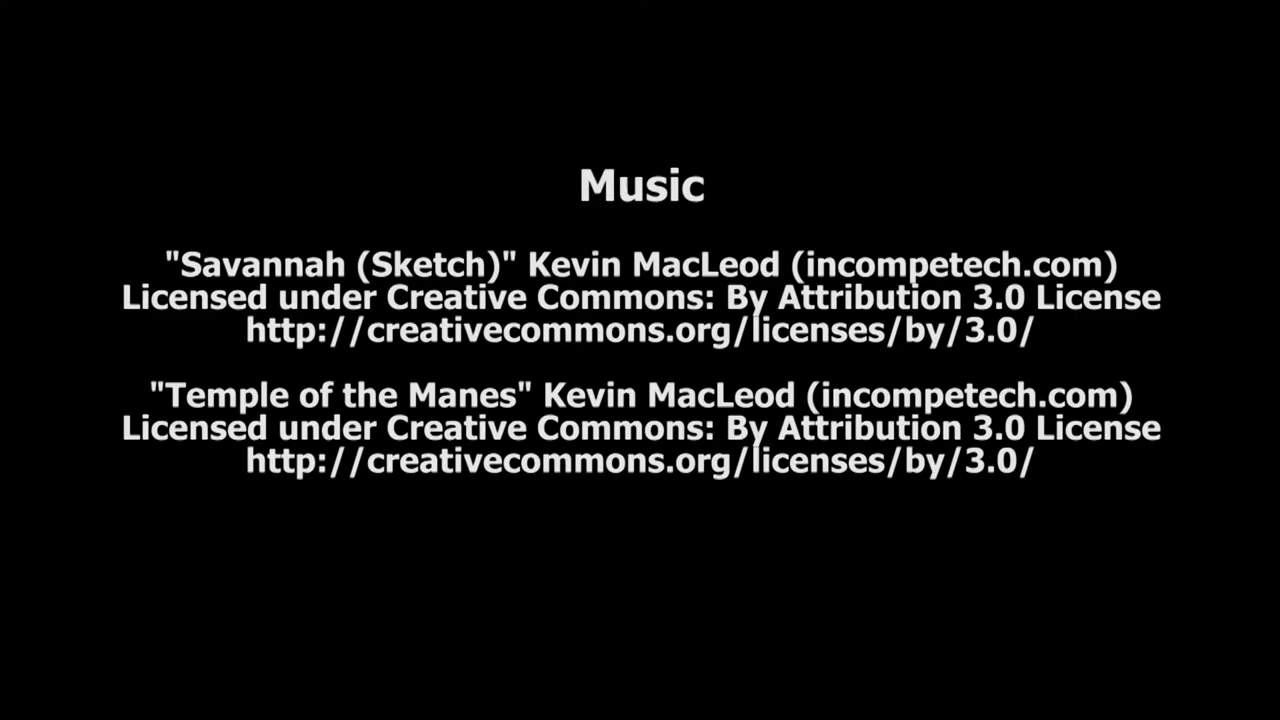 Music
"Savannah (Sketch)" Kevin MacLeod (incompetech.com)
Licensed under Creative Commons: By Attribution 3.0 License
http://creativecommons.org/licenses/by/3.0/
"Temple of the Manes" Kevin MacLeod (incompetech.com)
Licensed under Creative Commons: By Attribution 3.0 License
http://creativecommons.org/licenses/by/3.0/